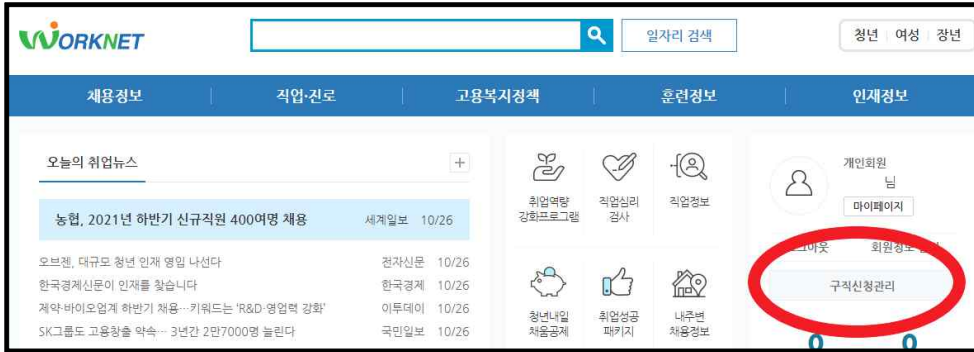 WORKNET
일자리 검색
청년 여성 장년
채용정보 직업·진로 고용복지정책 훈련정보 인재정보
오늘의 취업뉴스
농협, 2021년 하반기 신규직원 400여명 채용 세계일보 10/26
오브젠, 대규모 청년 인재 영입 나선다 전자신문 10/26
한국경제신문이 인재를 찾습니다 한국경제 10/26
제약·바이오업계 하반기 채용…키워드는 'R&D·영업력 강화' 이투데이 10/26
SK그룹도 고용창출 약속… 3년간 2만7000명 늘린다 국민일보 10/26
취업역량
강화프로그램
직업심리
검사
직업정보
청년내일
채움공제
취업성공
패키지
내주변
채용정보
개인회원
님
마이페이지
회원정보
구직신청관리
0 0